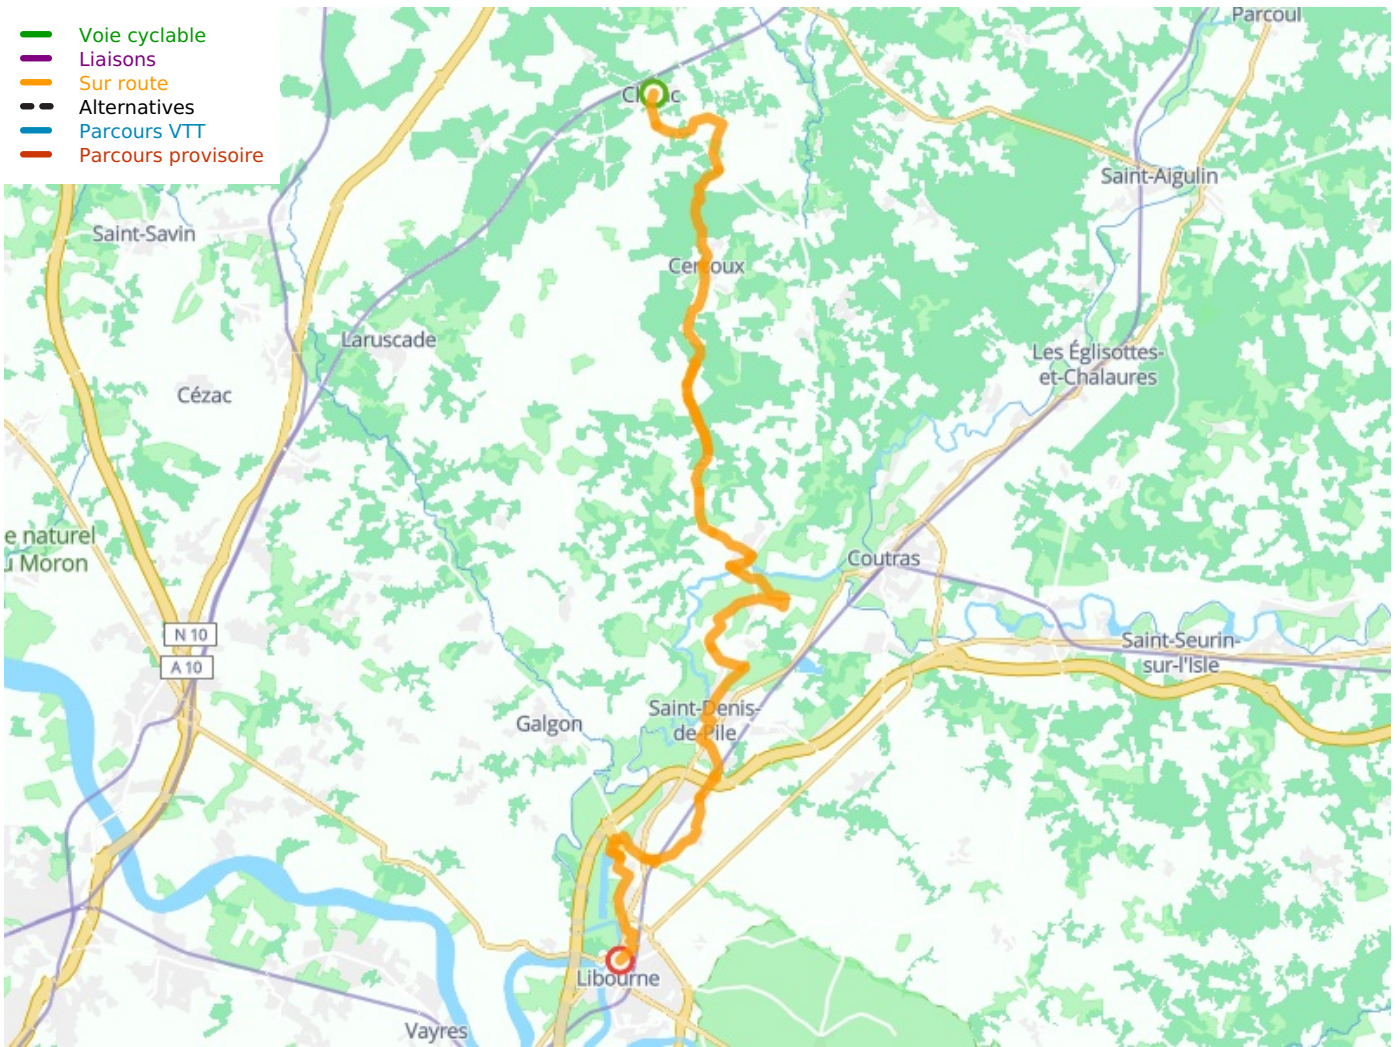 Voie cyclable
Liaisons
Sur route
Alternatives
Parcours VTT
Parcours provisoire
Parcoul
Saint-Aigulin
Saint-Savin
Laruscade
Les Églisottes-
et-Chalaures
Cézac
e naturel
u Moron
Coutras
N 10
A 10
Saint-Seurin-
sur-l'Isle
Saint-Denis-
de-Pile
Galgon
Libourne
Vayres